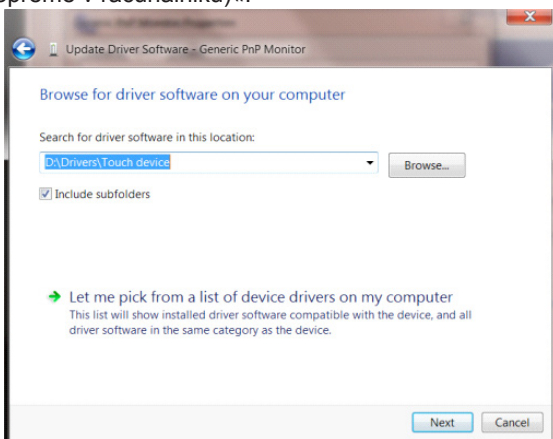 opreme v računalniku)«.
Update Driver Software - Generic PnP Monitor
Browse for driver software on your computer
Search for driver software in this location:
D:\Drivers\Touch device
Browse...
Include subfolders
Let me pick from a list of device drivers on my computer
This list will show installed driver software compatible with the device, and all
driver software in the same category as the device.
Next
Cancel